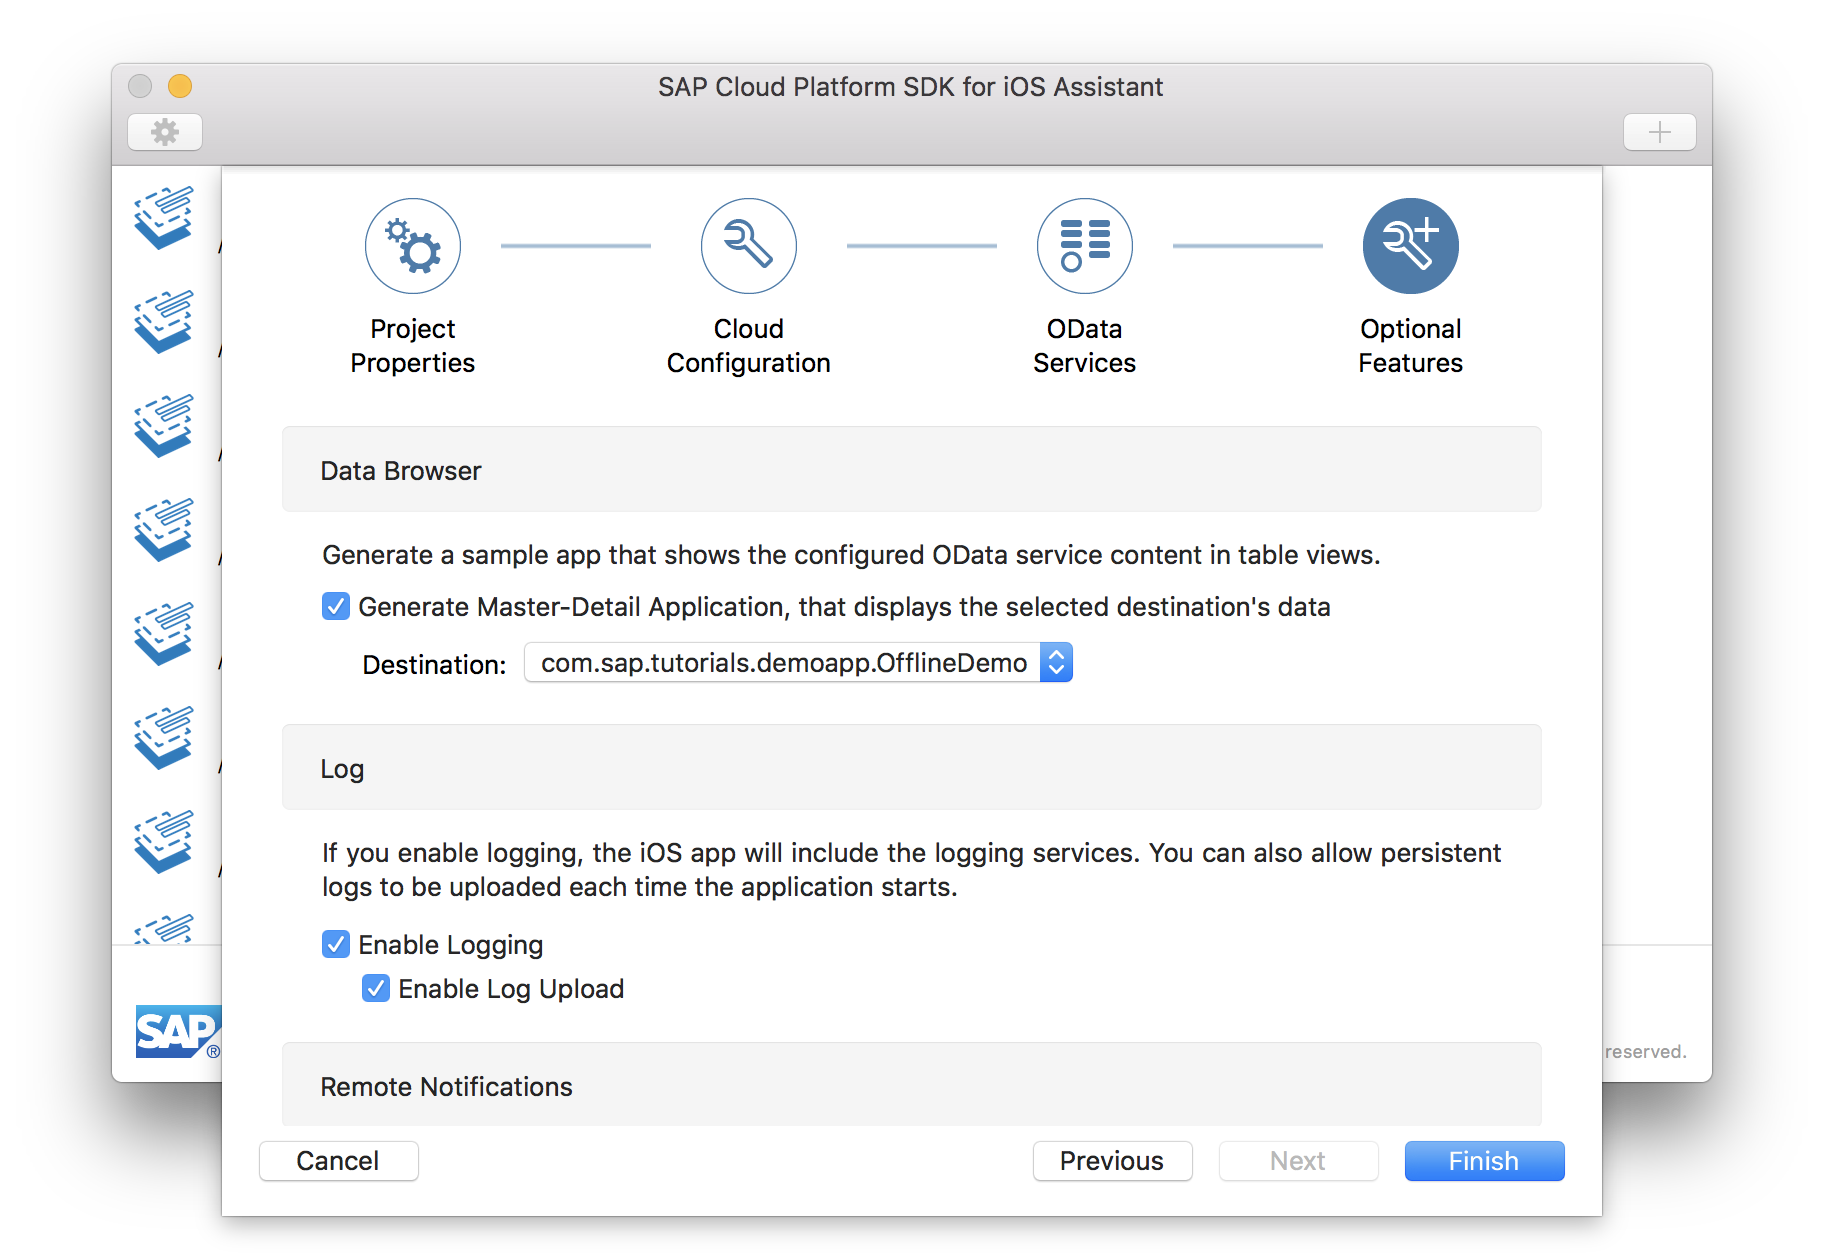 SAP Cloud Platform SDK for iOS Assistant
Project
Properties
Cloud
Configuration
OData
Services
Optional
Features
Data Browser
Generate a sample app that shows the configured OData service content in table views.
Generate Master-Detail Application, that displays the selected destination's data
Destination: com.sap.tutorials.demoapp.OfflineDemo
Log
If you enable logging, the iOS app will include the logging services. You can also allow persistent
logs to be uploaded each time the application starts.
Enable Logging
Enable Log Upload
SAP ®
reserved.
Remote Notifications
Cancel
Previous
Next
Finish